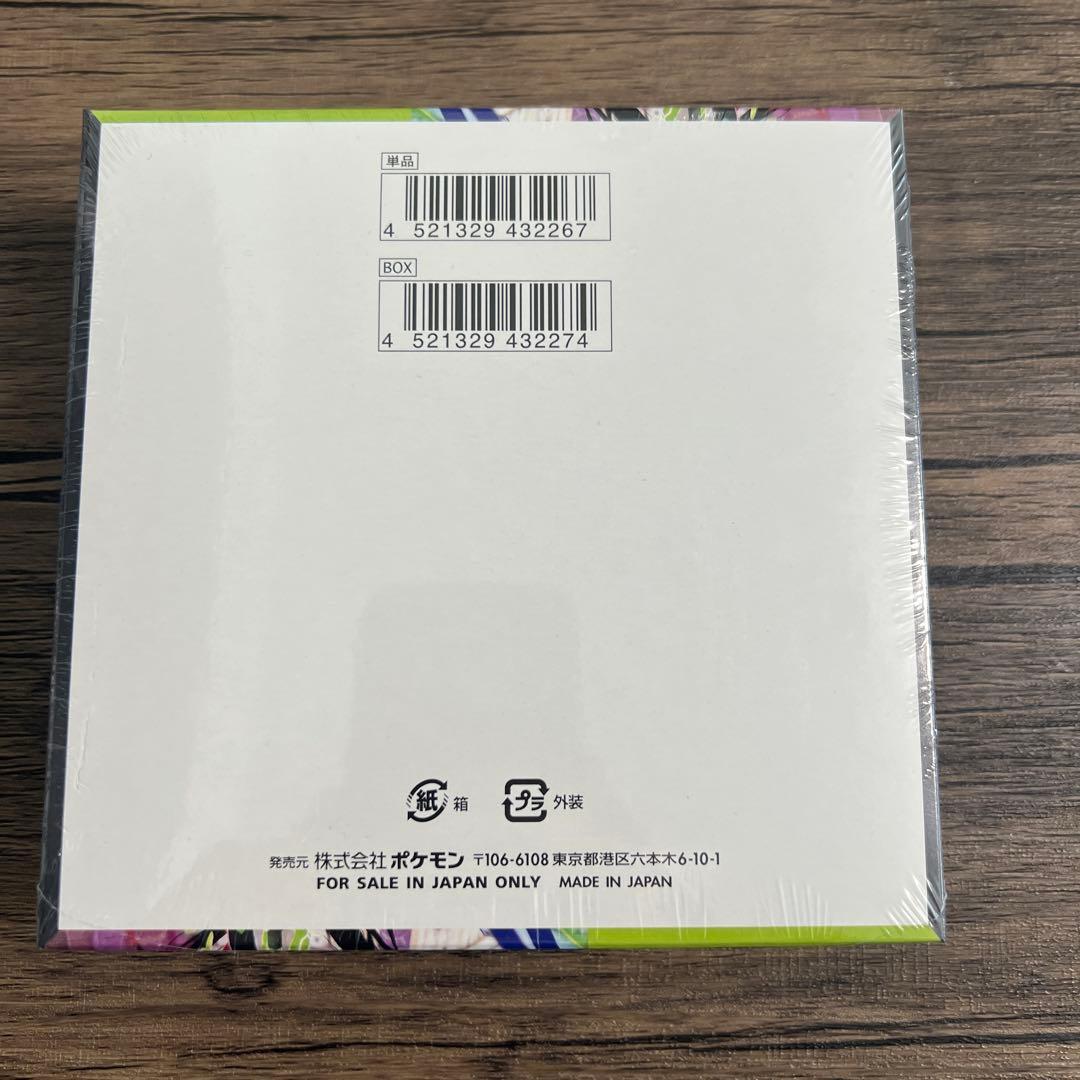 単品
4 521329 432267
BOX
4 521329 432274
紙 箱 プラ 外装
発売元 株式会社ポケモン 〒106-6108 東京都港区六本木6-10-1
FOR SALE IN JAPAN ONLY MADE IN JAPAN